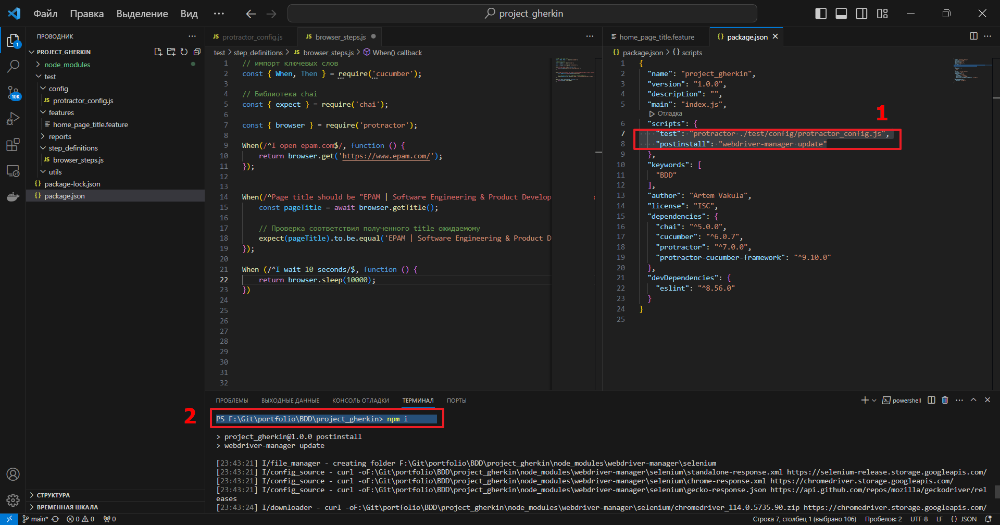 Файл Правка Выделение Вид ··· project_gherkin
ПРОВОДНИК
PROJECT_GHERKIN
node_modules
test
config
JS protractor_config.js
features
home_page_title.feature
reports
step_definitions
JS browser_steps.js
utils
{} package-lock.json
{} package.json
СТРУКТУРА
ВРЕМЕННАЯ ШКАЛА
1
10K
JS protractor_config.js JS browser_steps.js
test > step_definitions > JS browser_steps.js > When() callback
1 // импорт ключевых слов
2 const { When, Then } = require('cucumber');
3
4 // Библиотека chai
5 const { expect } = require('chai');
6
7 const { browser } = require('protractor');
8
9 When(/^I open epam.com$/, function () {
10 return browser.get('https://www.epam.com/');
11 });
12
13
14 When(/^Page title should be "EPAM | Software Engineering & Product Develop
15 const pageTitle = await browser.getTitle();
16
17 // Проверка соответствия полученного title ожидаемому
18 expect(pageTitle).to.be.equal('EPAM | Software Engineering & Product D
19 });
20
21 When (/^I wait 10 seconds/$, function () {
22 return browser.sleep(10000);
23 })
24
25
26
27
28
29
30
31
32
home_page_title.feature {} package.json
{} package.json > {} scripts
1 {
2 "name": "project_gherkin",
3 "version": "1.0.0",
4 "description": "",
5 "main": "index.js",
Отладка
6 "scripts": {
7 "test": "protractor ./test/config/protractor_config.js",
8 "postinstall": "webdriver-manager update"
9 },
10 "keywords": [
11 "BDD"
12 ],
13 "author": "Artem Vakula",
14 "license": "ISC",
15 "dependencies": {
16 "chai": "^5.0.0",
17 "cucumber": "^6.0.7",
18 "protractor": "^7.0.0",
19 "protractor-cucumber-framework": "^9.10.0"
20 },
21 "devDependencies": {
22 "eslint": "^8.56.0"
23 }
24 }
25
1
ПРОБЛЕМЫ ВЫХОДНЫЕ ДАННЫЕ КОНСОЛЬ ОТЛАДКИ ТЕРМИНАЛ ПОРТЫ powershell
2
PS F:\Git\portfolio\BDD\project_gherkin> npm i
> project_gherkin@1.0.0 postinstall
> webdriver-manager update
[23:43:21] I/file_manager - creating folder F:\Git\portfolio\BDD\project_gherkin\node_modules\webdriver-manager\selenium
[23:43:21] I/config_source - curl -oF:\Git\portfolio\BDD\project_gherkin\node_modules\webdriver-manager\selenium\standalone-response.xml https://selenium-release.storage.googleapis.com/
[23:43:21] I/config_source - curl -oF:\Git\portfolio\BDD\project_gherkin\node_modules\webdriver-manager\selenium\chrome-response.xml https://chromedriver.storage.googleapis.com/
[23:43:21] I/config_source - curl -oF:\Git\portfolio\BDD\project_gherkin\node_modules\webdriver-manager\selenium\gecko-response.json https://api.github.com/repos/mozilla/geckodriver/rel
eases
[23:43:24] I/downloader - curl -oF:\Git\portfolio\BDD\project_gherkin\node_modules\webdriver-manager\selenium/chromedriver_114.0.5735.90.zip https://chromedriver.storage.googleapis.com/
main* 0 0 0 Строка 7, столбец 1 (выбрано 106) Пробелов: 2 UTF-8 LF {} JSON